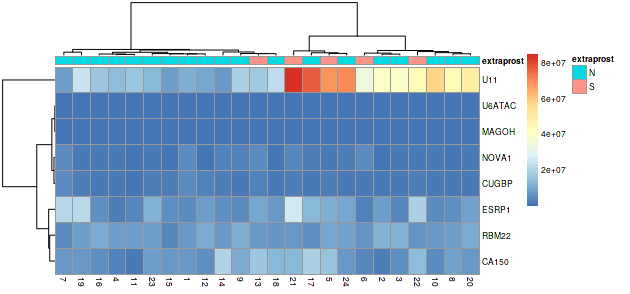 extraprost
extraprost
N
S
8e+07
6e+07
4e+07
2e+07
U11
U6ATAC
MAGOH
NOVA1
CUGBP
ESRP1
RBM22
CA150
7 19 16 4 11 23 15 1 12 14 9 13 18 21 17 5 24 6 2 3 22 10 8 20